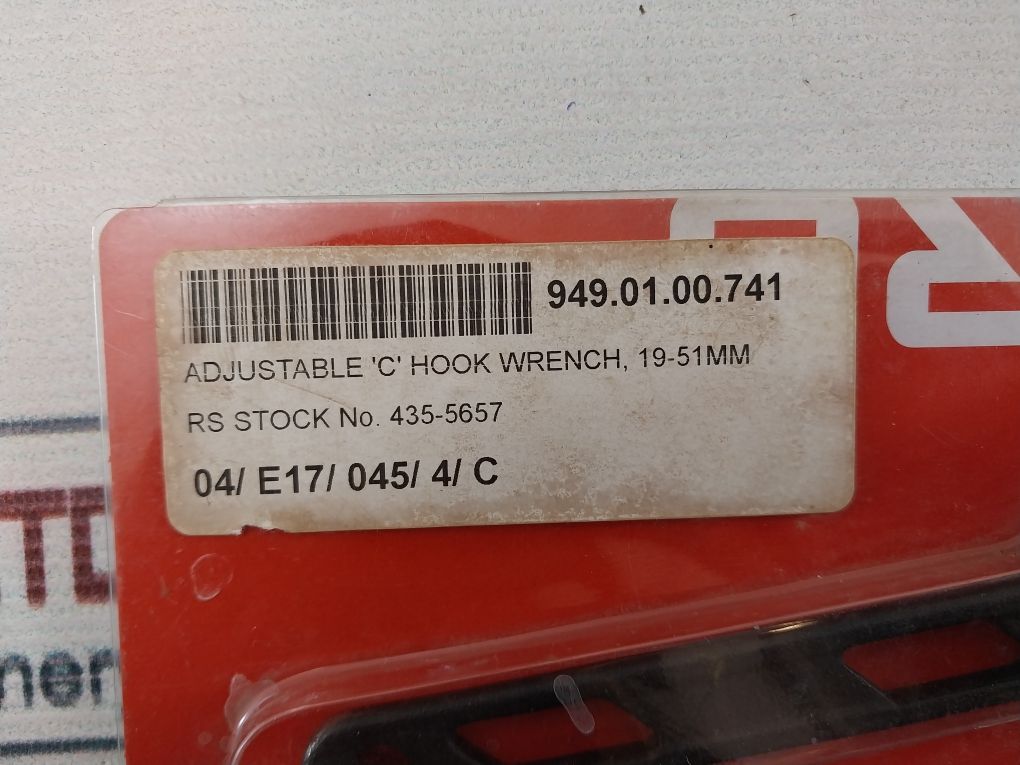 949.01.00.741
ADJUSTABLE 'C' HOOK WRENCH, 19-51MM
RS STOCK No. 435-5657
04/ E17/ 045/ 4/ C